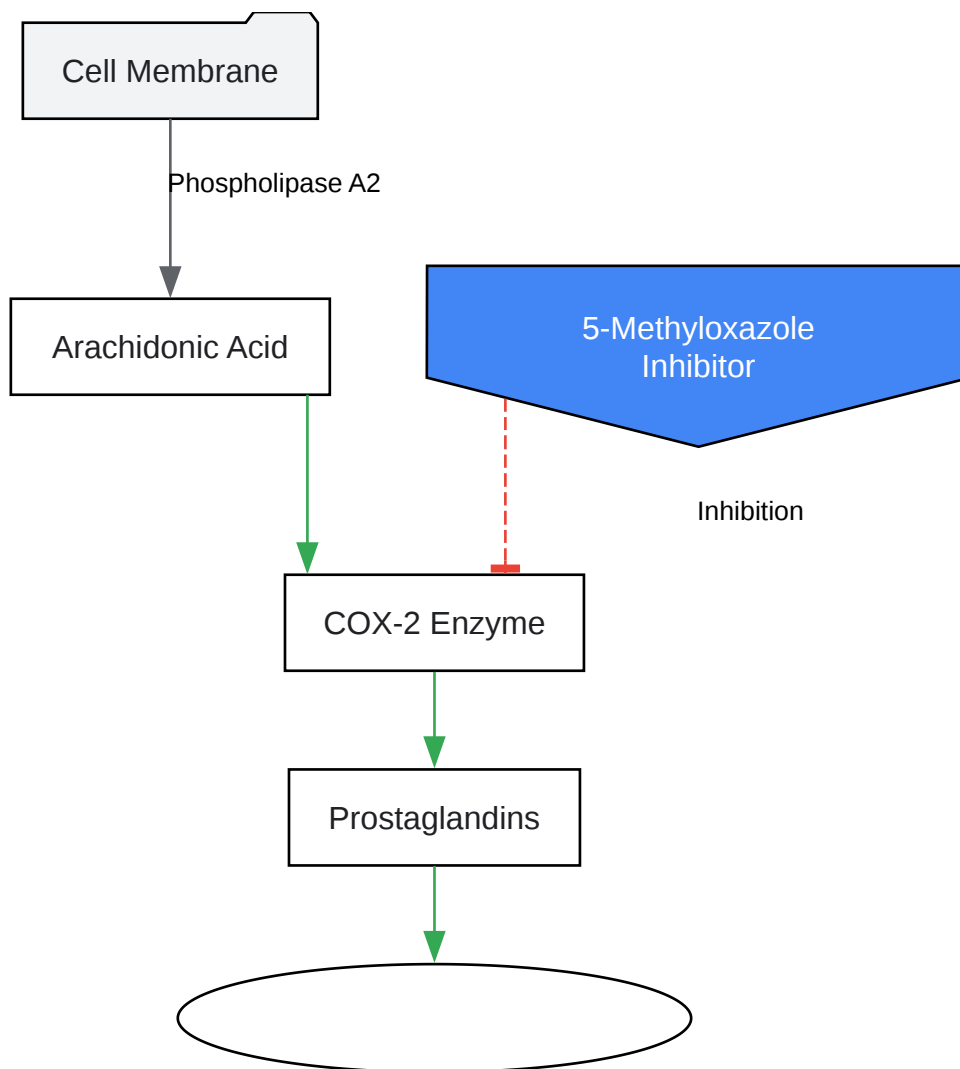 Cell Membrane
Phospholipase A2
5-Methyloxazole
Inhibitor
Arachidonic Acid
Inhibition
COX-2 Enzyme
Prostaglandins